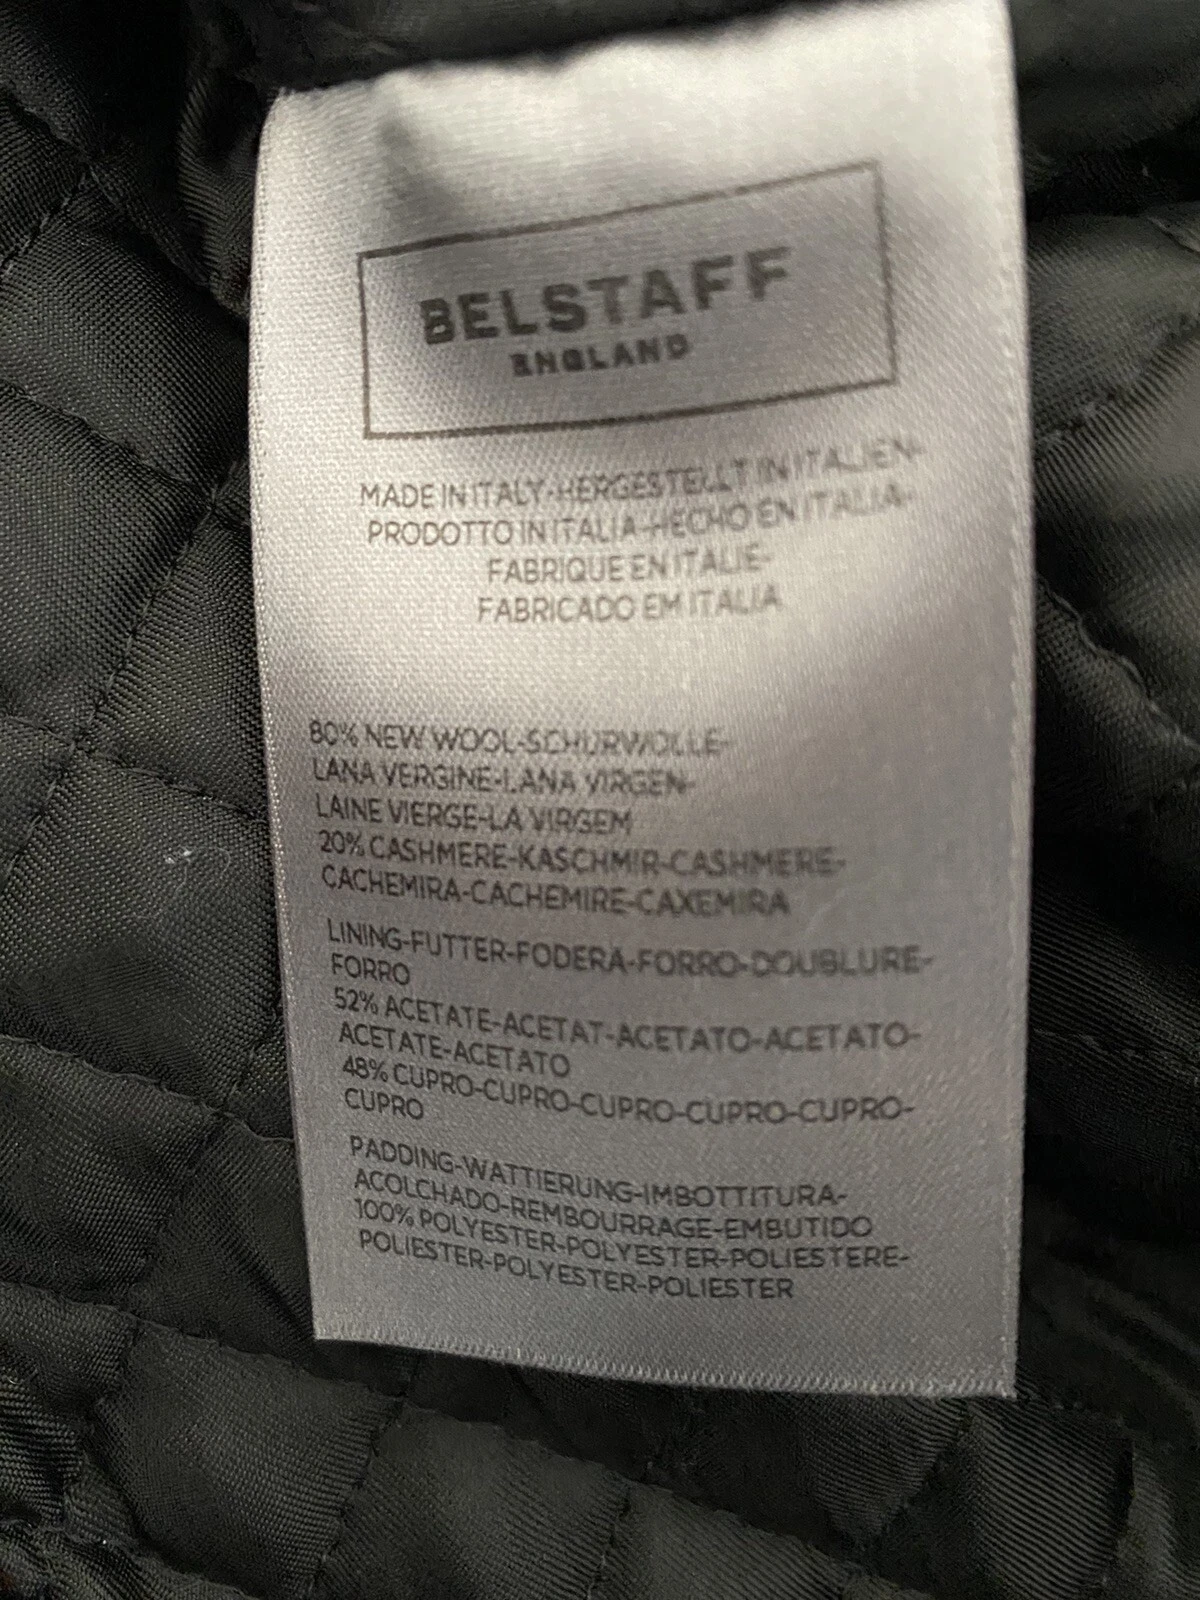 BELSTAFF
ENGLAND
MADE IN ITALY-HERGESTELLT IN ITALIEN-
PRODOTTO IN ITALIA-HECHO EN ITALIA-
FABRIQUE EN ITALIE-
FABRICADO EM ITALIA
80% NEW WOOL-SCHURWOLLE-
LANA VERGINE-LANA VIRGEN-
LAINE VIERGE-LA VIRGEM
20% CASHMERE-KASCHMIR-CASHMERE-
CACHEMIRA-CACHEMIRE-CAXEMIRA
LINING-FUTTER-FODERA-FORRO-DOUBLURE-
FORRO
52% ACETATE-ACETAT-ACETATO-ACETATO-
ACETATE-ACETATO
48% CUPRO-CUPRO-CUPRO-CUPRO-CUPRO-
CUPRO
PADDING-WATTIERUNG-IMBOTTITURA-
ACOLCHADO-REMBOURRAGE-EMBUTIDO
100% POLYESTER-POLYESTER-POLIESTERE-
POLIESTER-POLYESTER-POLIESTER